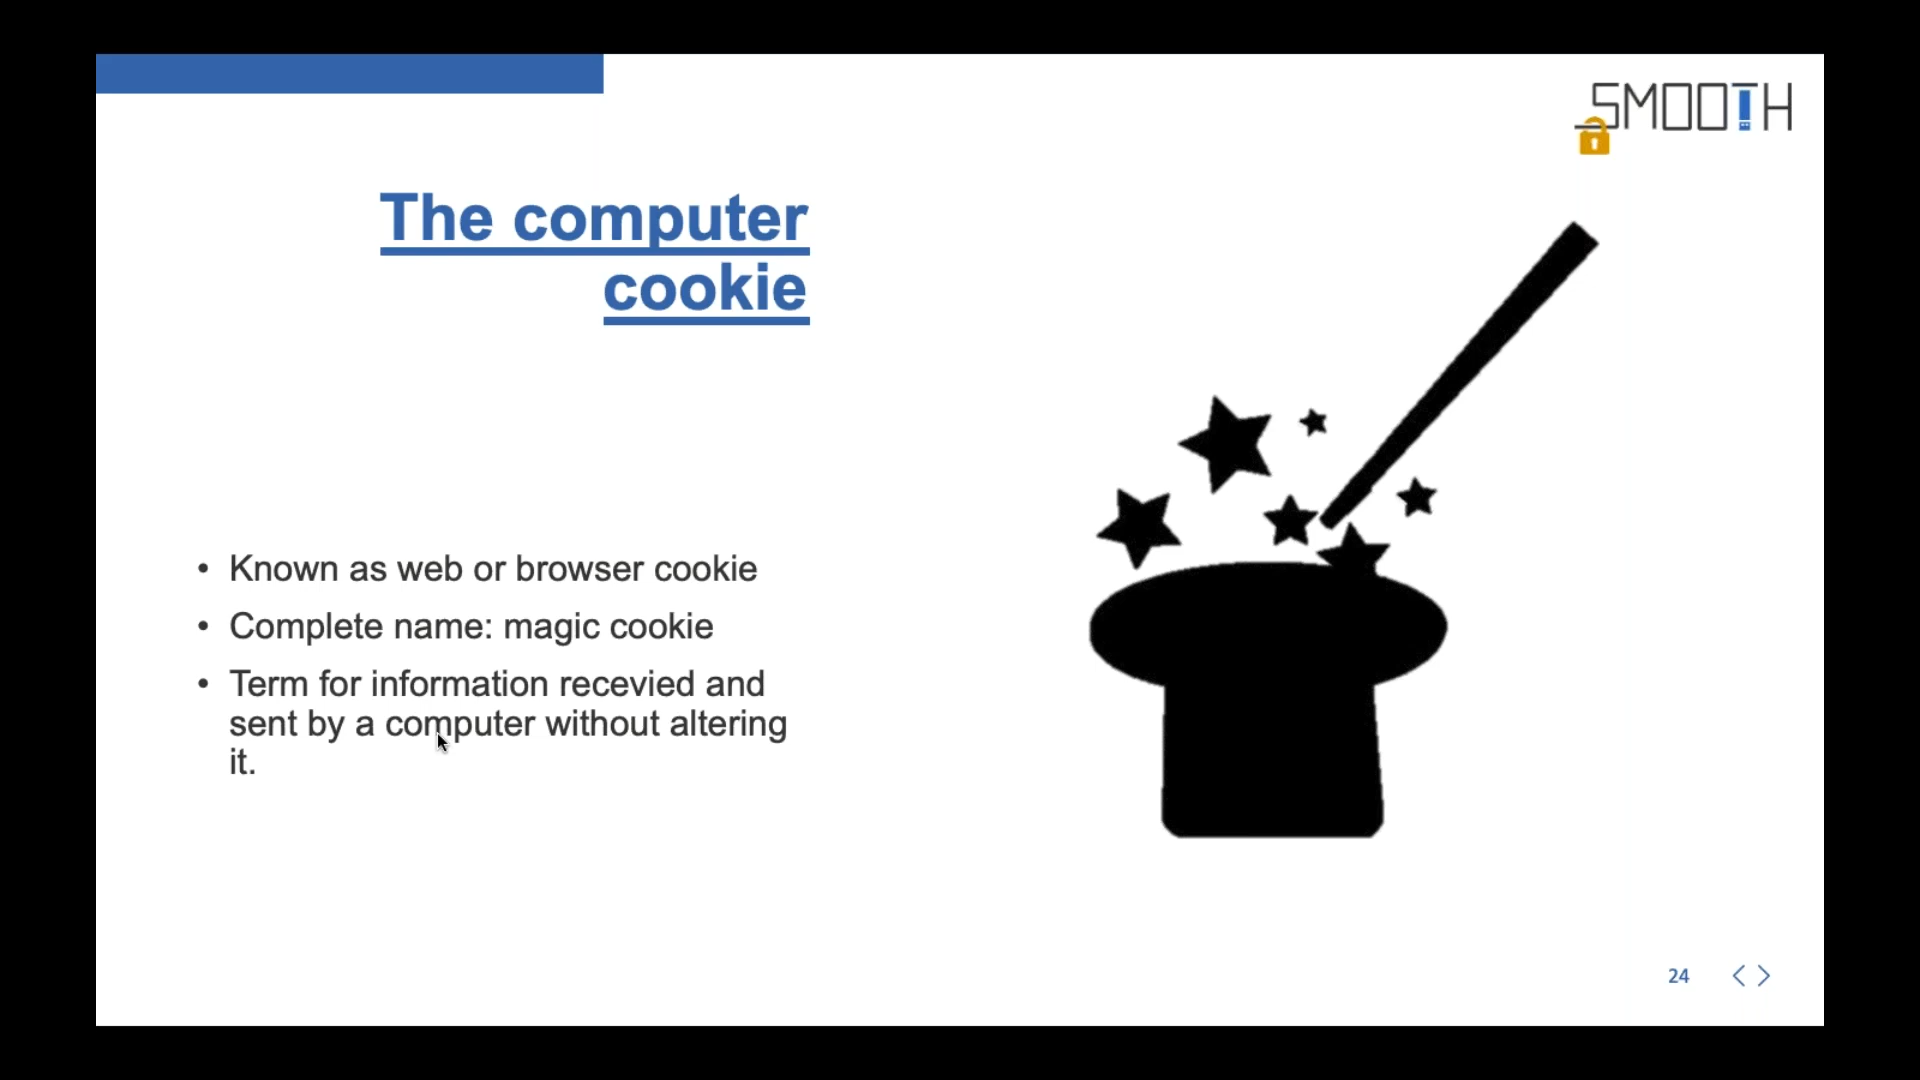 SMOOTH
The computer
cookie
• Known as web or browser cookie
• Complete name: magic cookie
• Term for information recevied and
sent by a computer without altering
it.
24